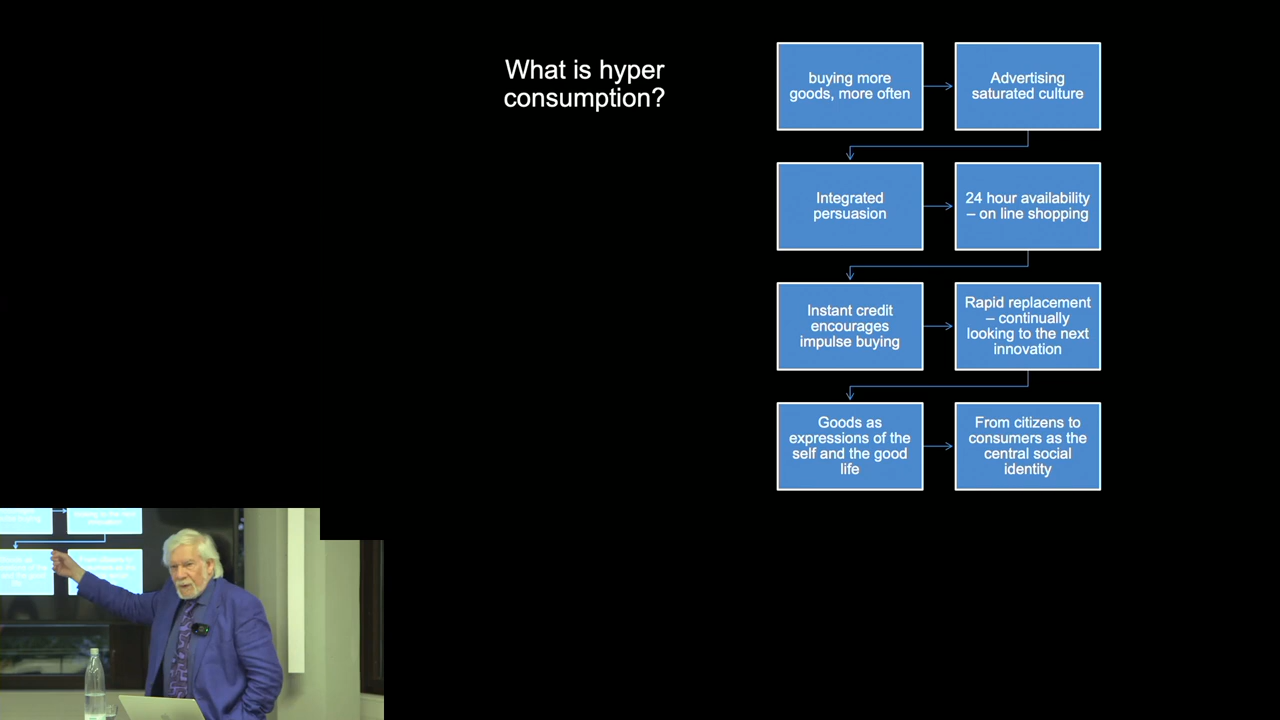 What is hyper
consumption?
buying more
goods, more often
Advertising
saturated culture
Integrated
persuasion
24 hour availability
– on line shopping
Instant credit
encourages
impulse buying
Rapid replacement
– continually
looking to the next
innovation
Goods as
expressions of the
self and the good
life
From citizens to
consumers as the
central social
identity